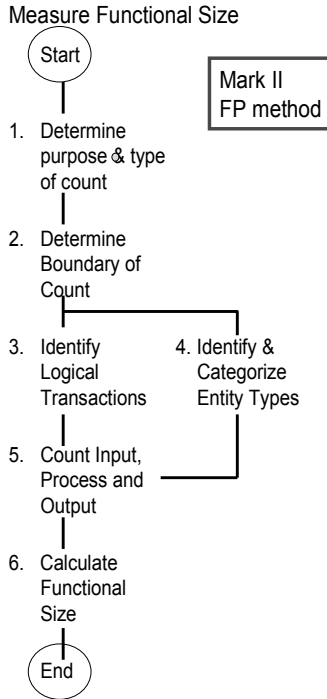 Measure Functional Size
Start
Mark II
FP method
1. Determine
purpose & type
of count
2. Determine
Boundary of
Count
3. Identify
Logical
Transactions
4. Identify &
Categorize
Entity Types
5. Count Input,
Process and
Output
6. Calculate
Functional
Size
End